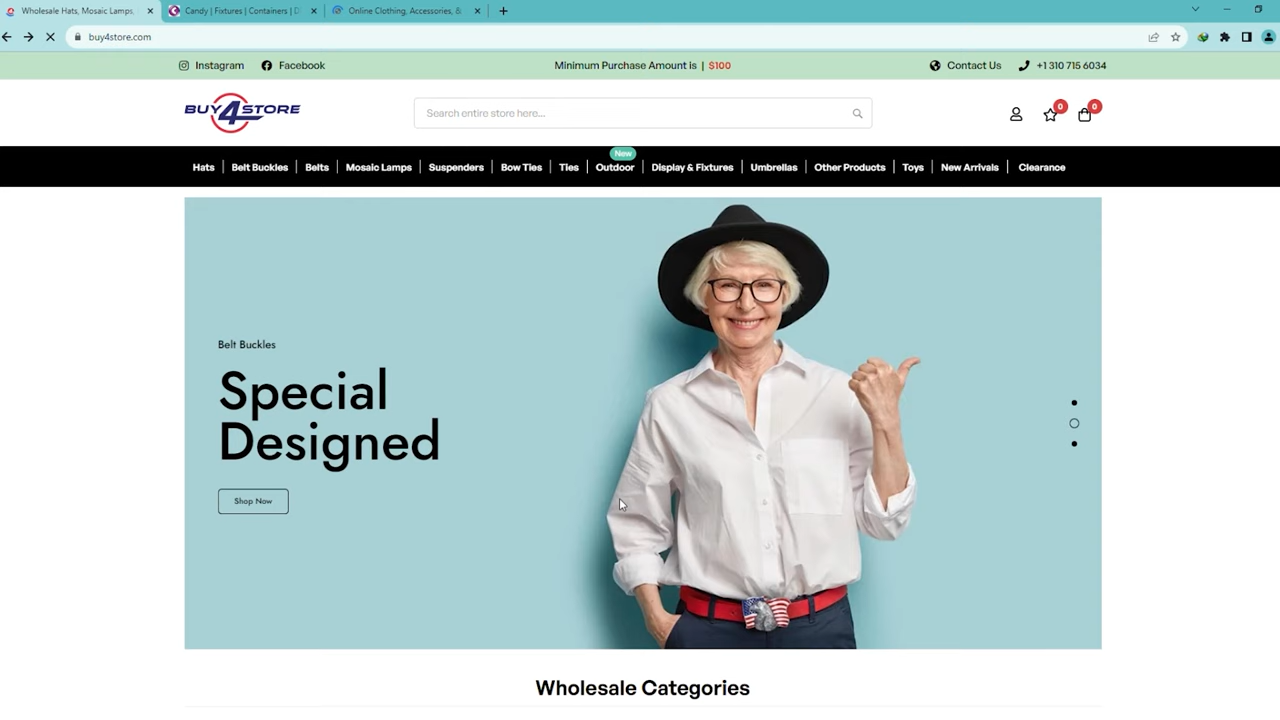 Wholesale Hats, Mosaic Lamps,
Candy | Fixtures | Containers | D
Online Clothing, Accessories, &
buy4store.com
Instagram
Facebook
Minimum Purchase Amount is | $100
Contact Us
+1 310 715 6034
BUY4STORE
Search entire store here...
0
0
New
Hats
Belt Buckles
Belts
Mosaic Lamps
Suspenders
Bow Ties
Ties
Outdoor
Display & Fixtures
Umbrellas
Other Products
Toys
New Arrivals
Clearance
Belt Buckles
Special
Designed
Shop Now
Wholesale Categories